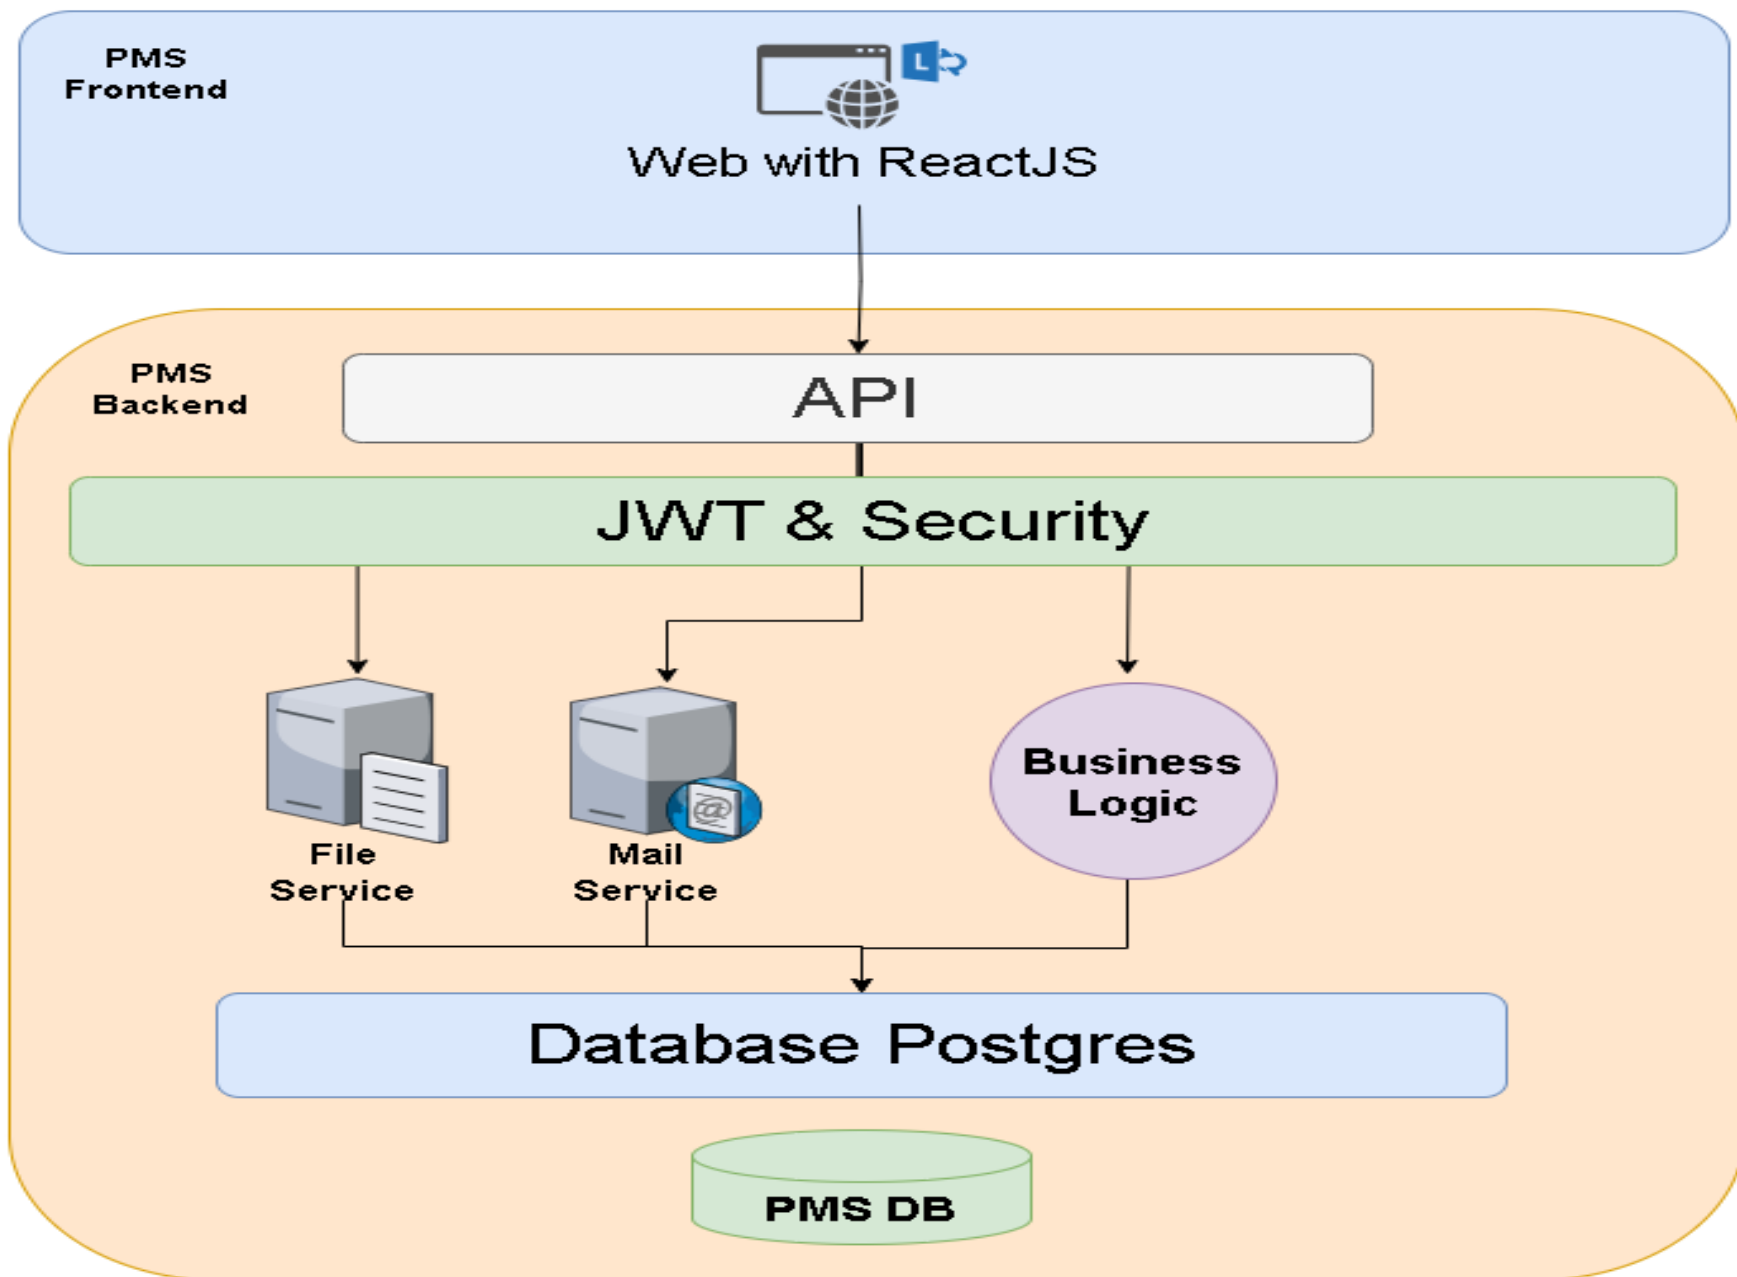 PMS
Frontend
L
Web with ReactJS
PMS
Backend
API
JWT & Security
Business
Logic
@
File
Service
Mail
Service
Database Postgres
PMS DB